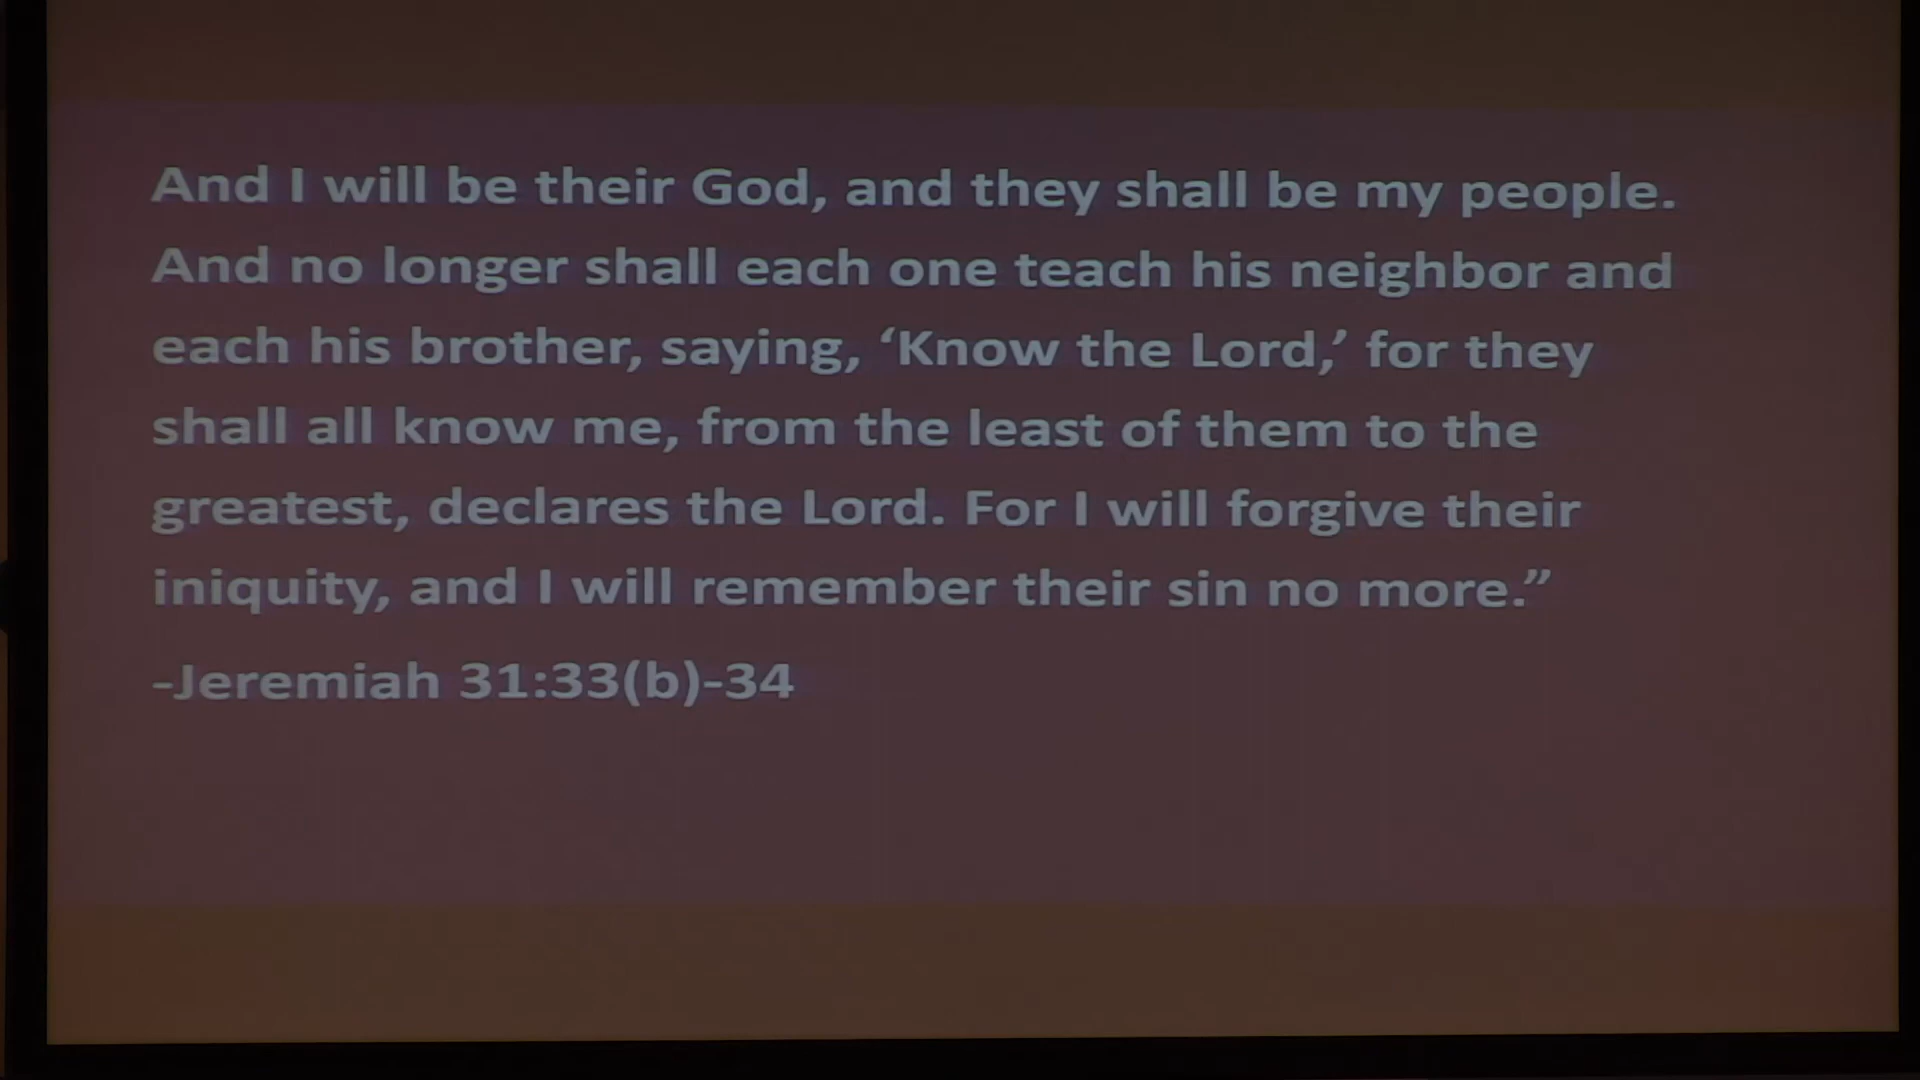 And I will be their God, and they shall be my people.
And no longer shall each one teach his neighbor and
each his brother, saying, ‘Know the Lord,’ for they
shall all know me, from the least of them to the
greatest, declares the Lord. For I will forgive their
iniquity, and I will remember their sin no more.”
-Jeremiah 31:33(b)-34